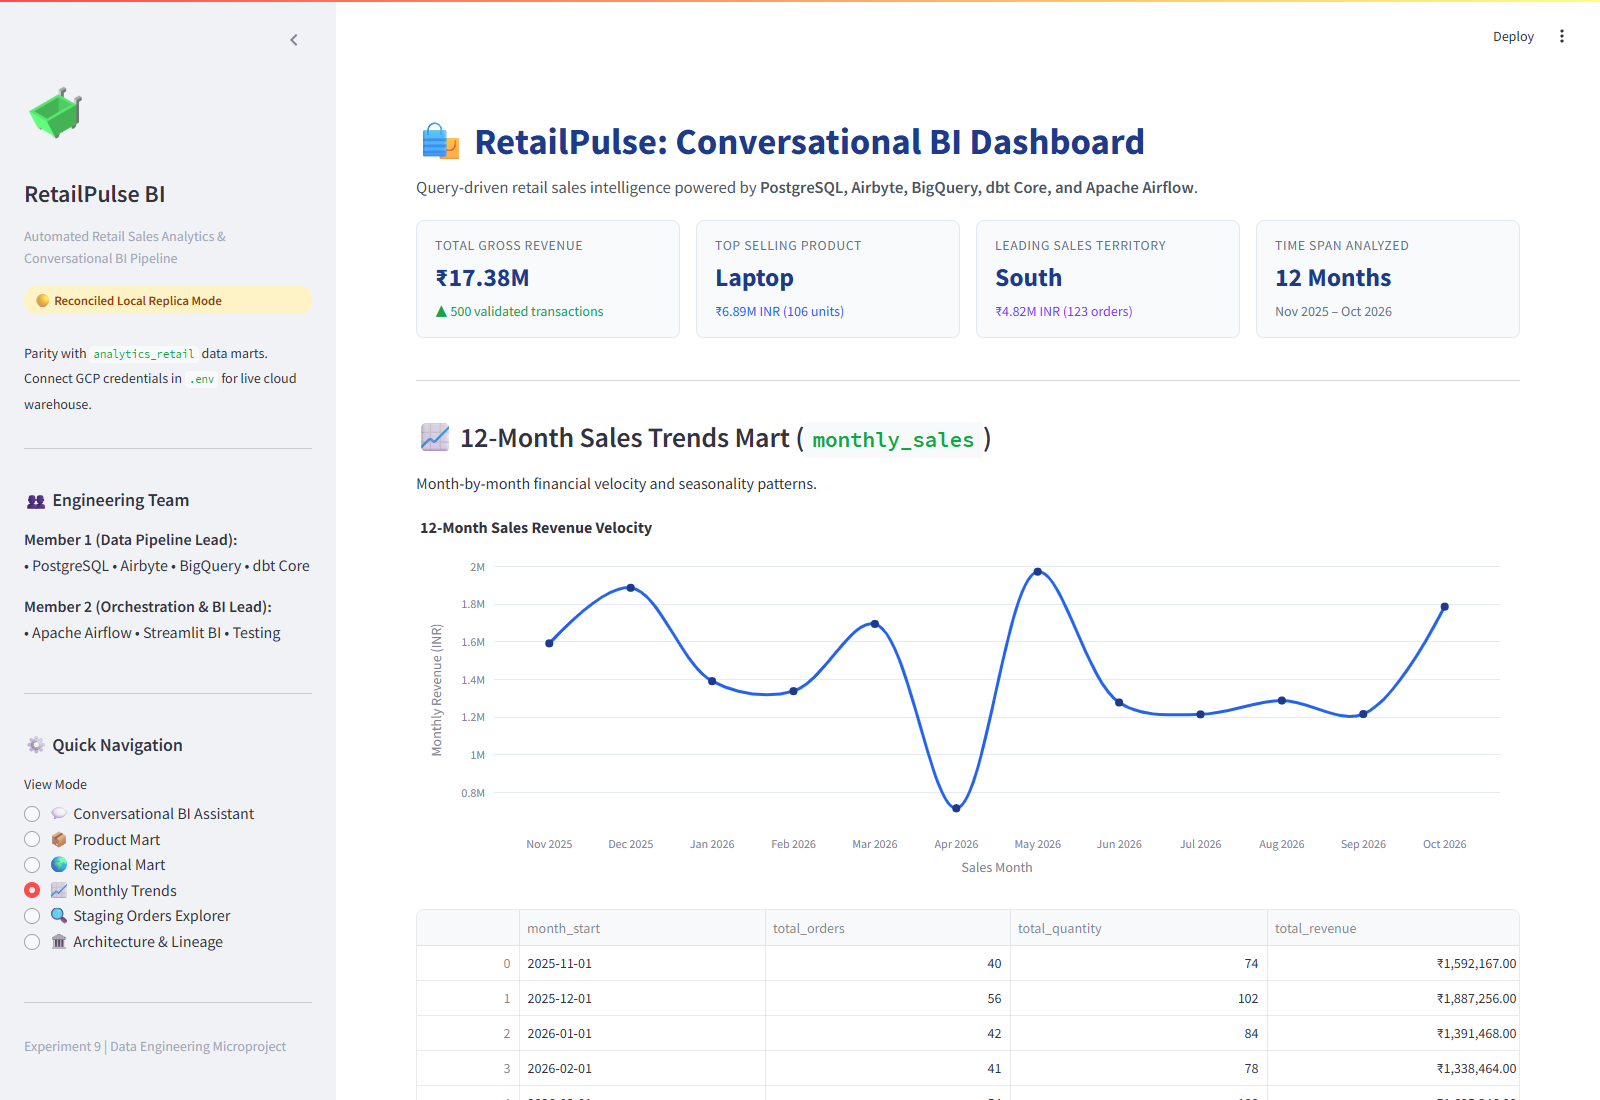 Deploy
RetailPulse BI
Automated Retail Sales Analytics &
Conversational BI Pipeline
Reconciled Local Replica Mode
Parity with analytics_retail data marts.
Connect GCP credentials in .env for live cloud
warehouse.
Engineering Team
Member 1 (Data Pipeline Lead):
• PostgreSQL • Airbyte • BigQuery • dbt Core
Member 2 (Orchestration & BI Lead):
• Apache Airflow • Streamlit BI • Testing
Quick Navigation
View Mode
Conversational BI Assistant
Product Mart
Regional Mart
Monthly Trends
Staging Orders Explorer
Architecture & Lineage
Experiment 9 | Data Engineering Microproject
RetailPulse: Conversational BI Dashboard
Query-driven retail sales intelligence powered by PostgreSQL, Airbyte, BigQuery, dbt Core, and Apache Airflow.
TOTAL GROSS REVENUE
₹17.38M
▲ 500 validated transactions
TOP SELLING PRODUCT
Laptop
₹6.89M INR (106 units)
LEADING SALES TERRITORY
South
₹4.82M INR (123 orders)
TIME SPAN ANALYZED
12 Months
Nov 2025 – Oct 2026
12-Month Sales Trends Mart ( monthly_sales )
Month-by-month financial velocity and seasonality patterns.
12-Month Sales Revenue Velocity
Monthly Revenue (INR)
2M
1.8M
1.6M
1.4M
1.2M
1M
0.8M
Nov 2025 Dec 2025 Jan 2026 Feb 2026 Mar 2026 Apr 2026 May 2026 Jun 2026 Jul 2026 Aug 2026 Sep 2026 Oct 2026
Sales Month
month_start total_orders total_quantity total_revenue
0 2025-11-01 40 74 ₹1,592,167.00
1 2025-12-01 56 102 ₹1,887,256.00
2 2026-01-01 42 84 ₹1,391,468.00
3 2026-02-01 41 78 ₹1,338,464.00